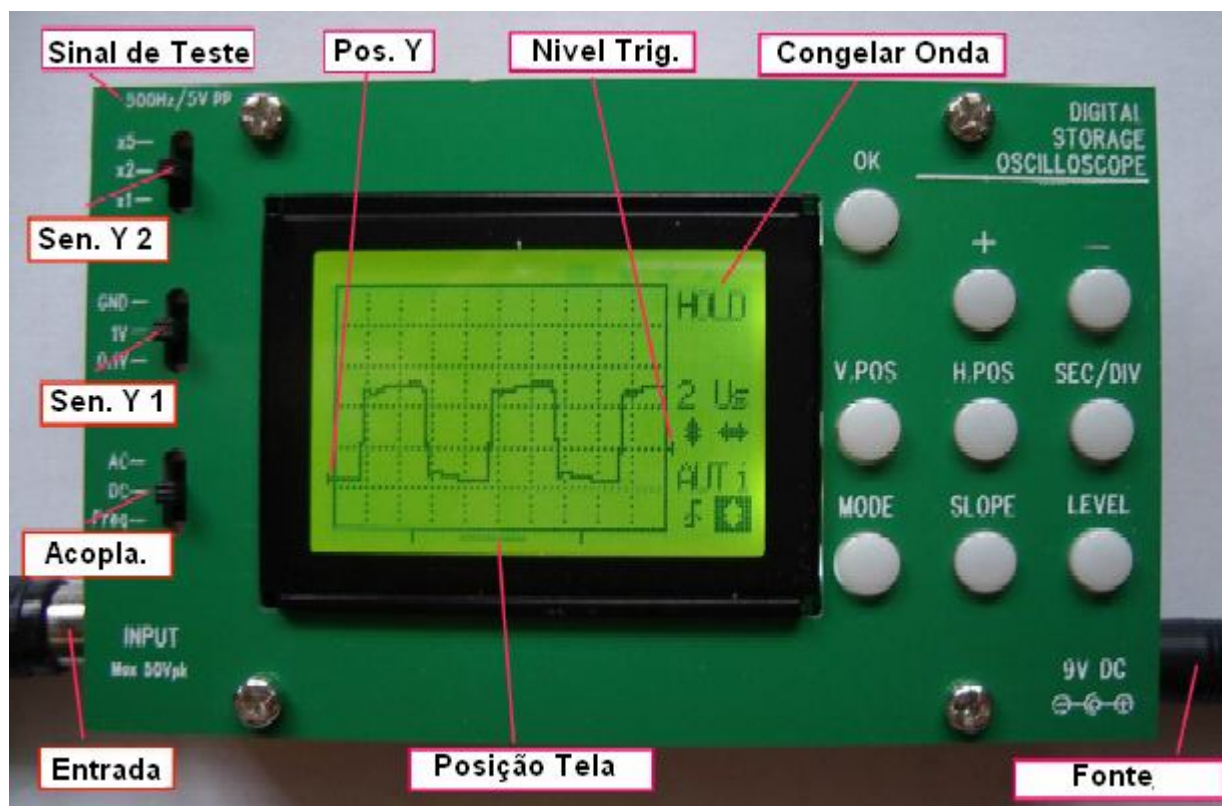 Sinal de Teste
Pos. Y
Nivel Trig.
Congelar Onda
500Hz/5V pp
DIGITAL
STORAGE
OSCILLOSCOPE
x5
x2
x1
OK
Sen. Y 2
+ −
HOLD
GND
1V
0.1V
V.POS H.POS SEC/DIV
Sen. Y 1
2
AC
DC
Freq
AUT
MODE SLOPE LEVEL
Acopla.
INPUT
Max 50Vpk
9V DC
Entrada
Posição Tela
Fonte